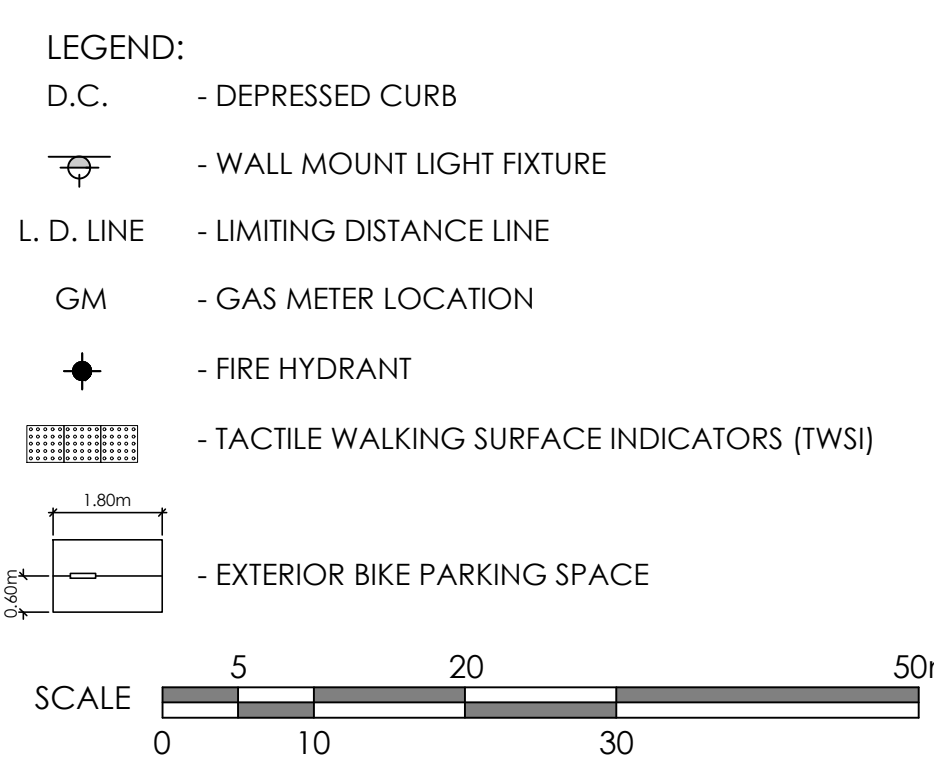 LEGEND:
D.C. - DEPRESSED CURB
- WALL MOUNT LIGHT FIXTURE
L. D. LINE - LIMITING DISTANCE LINE
GM - GAS METER LOCATION
- FIRE HYDRANT
- TACTILE WALKING SURFACE INDICATORS (TWSI)
1.80m
0.60m
- EXTERIOR BIKE PARKING SPACE
5 20 50m
SCALE
0 10 30